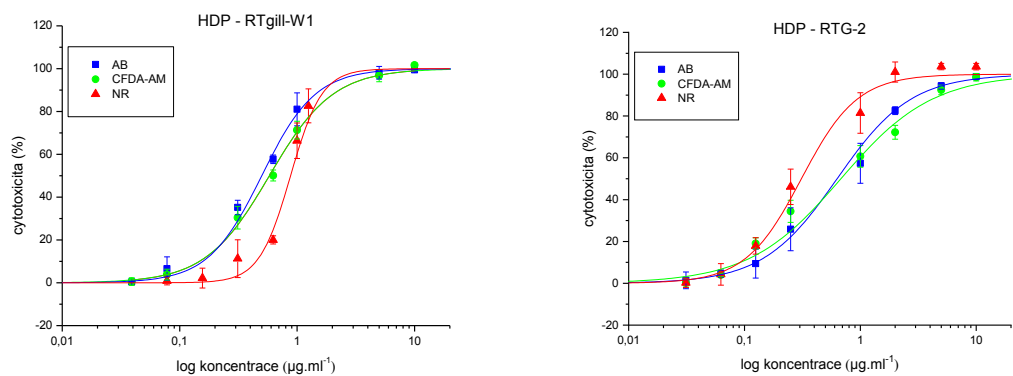 HDP - RTgill-W1
120
100
80
60
40
20
0
-20
cytotoxicita (%)
AB
CFDA-AM
NR
0,01
0,1
1
10
log koncentrace (µg.ml-1)
HDP - RTG-2
120
100
80
60
40
20
0
-20
cytotoxicita (%)
AB
CFDA-AM
NR
0,01
0,1
1
10
log koncentrace (µg.ml-1)